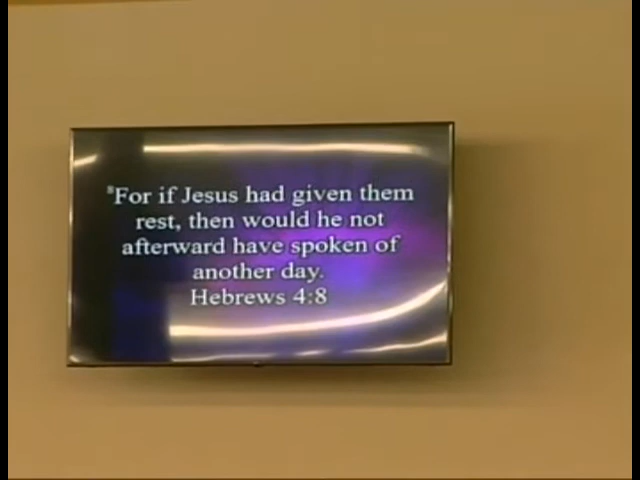 ⁸For if Jesus had given them
rest, then would he not
afterward have spoken of
another day.
Hebrews 4:8